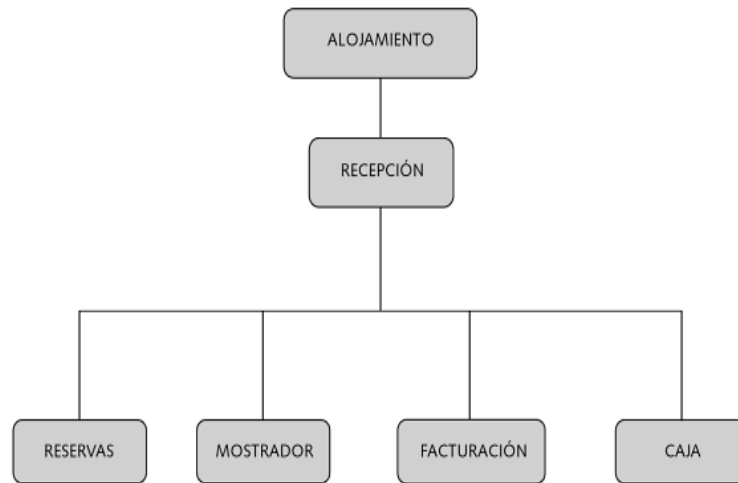 ALOJAMIENTO
RECEPCIÓN
RESERVAS
MOSTRADOR
FACTURACIÓN
CAJA